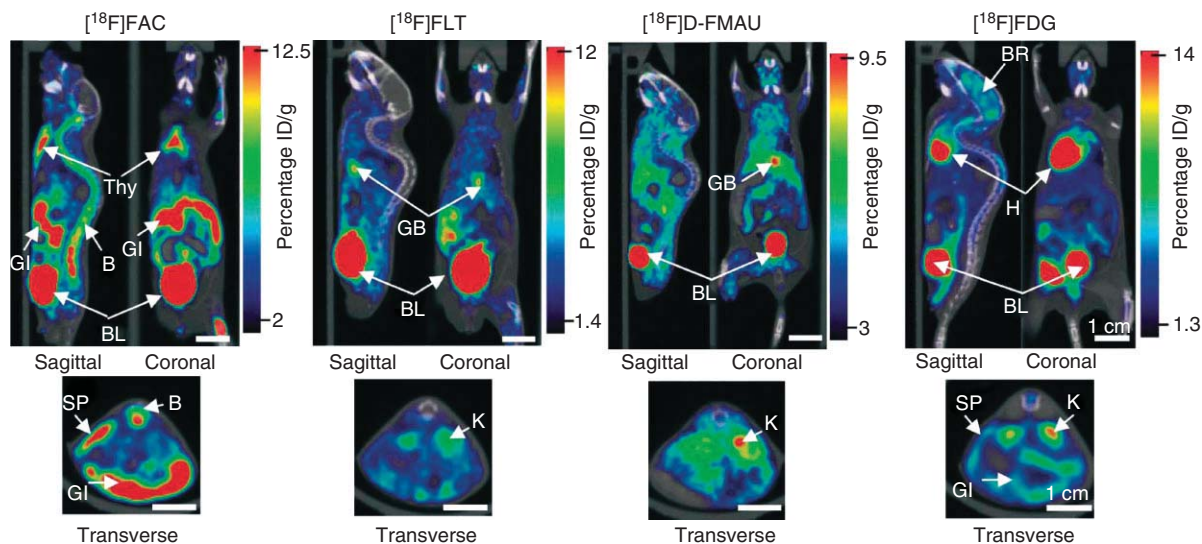 [18F]FAC
[18F]FLT
[18F]D-FMAU
[18F]FDG
12.5
Percentage ID/g
2
Thy
GI
B
GI
BL
12
Percentage ID/g
1.4
GB
BL
9.5
Percentage ID/g
3
GB
BL
14
Percentage ID/g
1.3
BR
H
BL
1 cm
Sagittal
Coronal
Sagittal
Coronal
Sagittal
Coronal
Sagittal
Coronal
SP
B
GI
K
K
SP
K
GI
1 cm
Transverse
Transverse
Transverse
Transverse